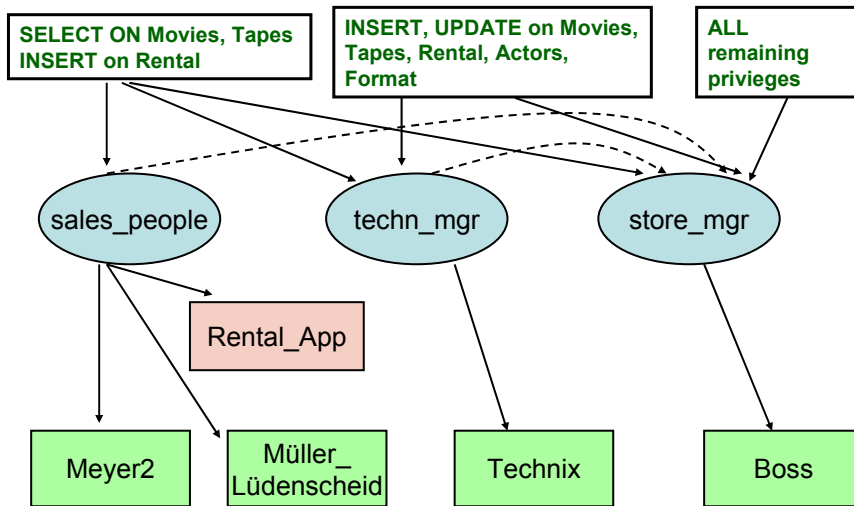 SELECT ON Movies, Tapes
INSERT on Rental
INSERT, UPDATE on Movies,
Tapes, Rental, Actors,
Format
ALL
remaining
privieges
sales_people
techn_mgr
store_mgr
Rental_App
Meyer2
Müller_
Lüdenscheid
Technix
Boss